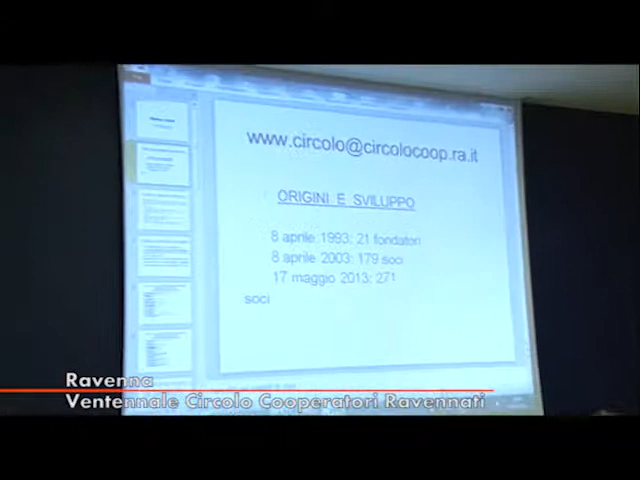 www.circolo@circolocoop.ra.it
ORIGINI E SVILUPPO
8 aprile 1993: 21 fondatori
8 aprile 2003: 179 soci
17 maggio 2013: 271
soci
Ravenna
Ventennale Circolo Cooperatori Ravennati